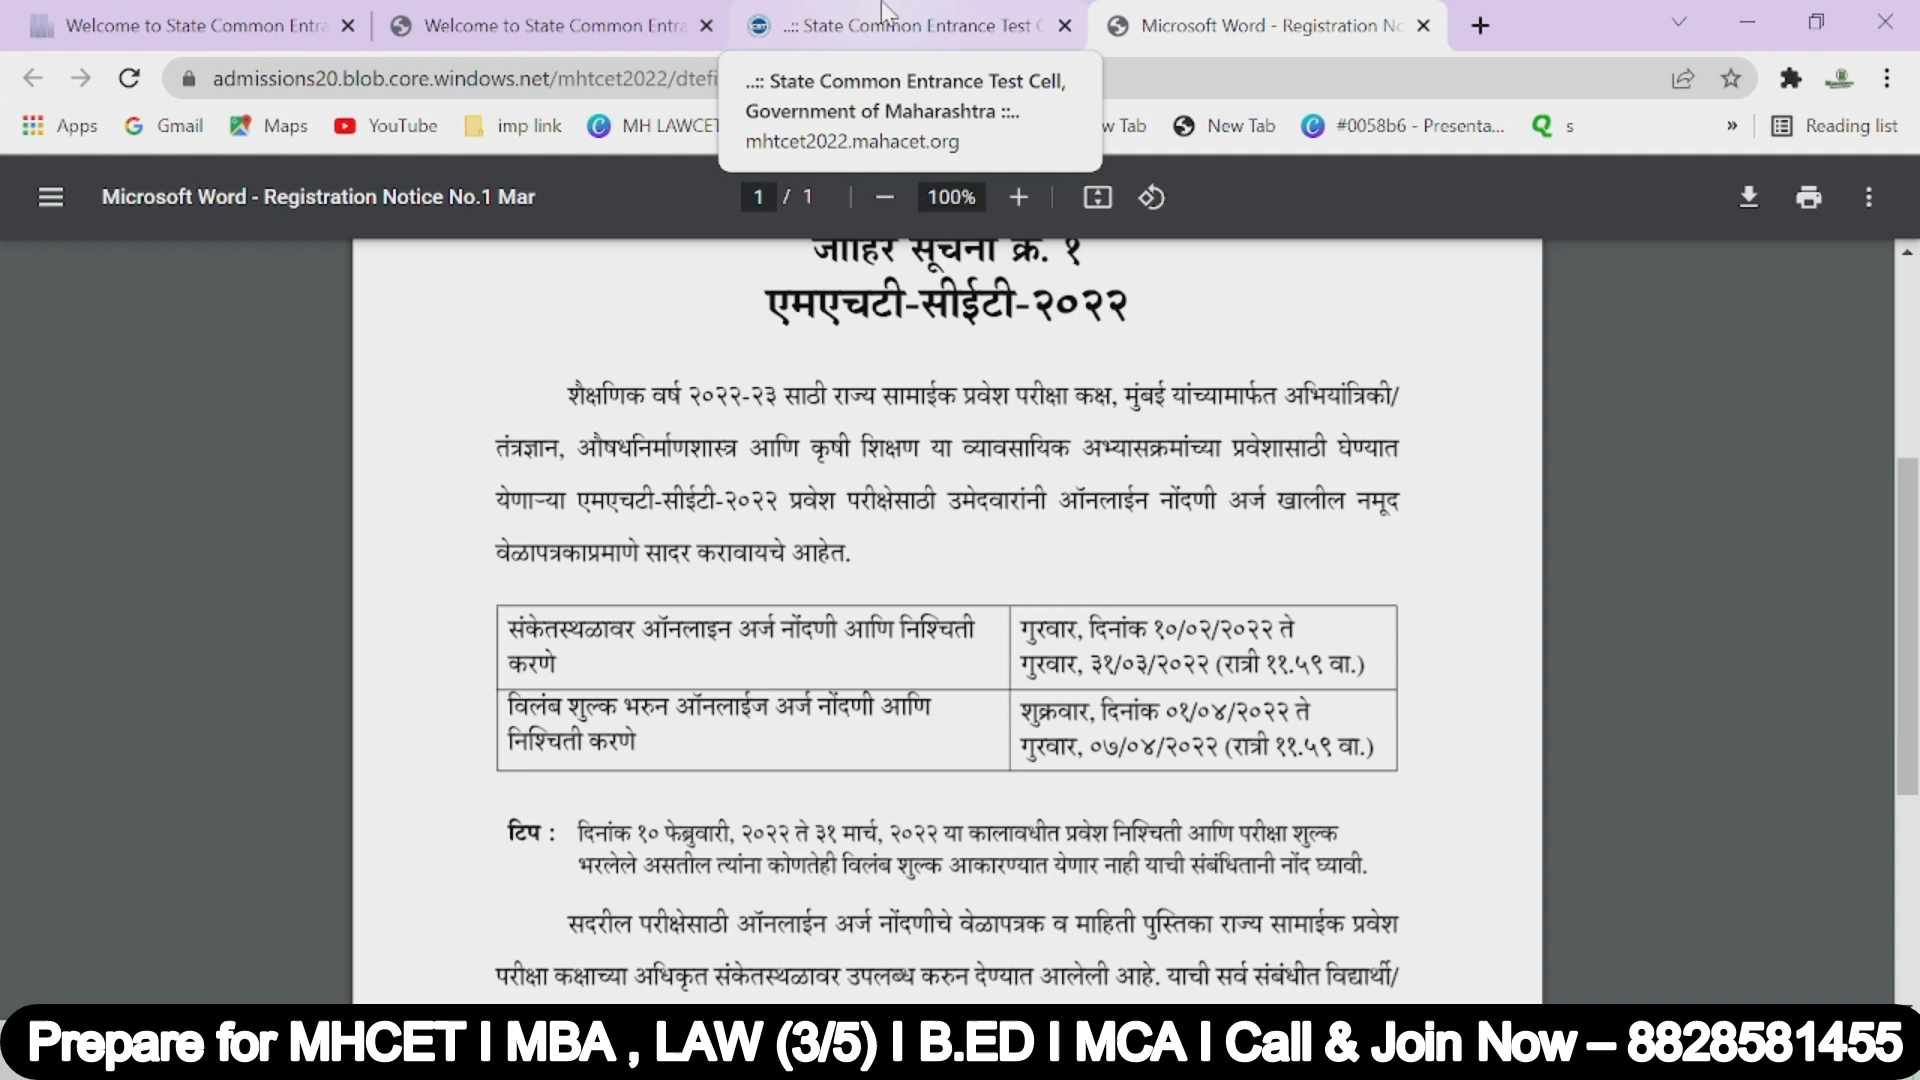 Welcome to State Common Entra
Welcome to State Common Entra
..:: State Common Entrance Test C
Microsoft Word - Registration No
admissions20.blob.core.windows.net/mhtcet2022/dtefi
..:: State Common Entrance Test Cell,
Government of Maharashtra ::..
mhtcet2022.mahacet.org
Apps
Gmail
Maps
YouTube
imp link
MH LAWCET
w Tab
New Tab
#0058b6 - Presenta...
s
»
Reading list
Microsoft Word - Registration Notice No.1 Mar
1 / 1
100%
जाहिर सूचना क्र. १
एमएचटी-सीईटी-२०२२
शैक्षणिक वर्ष २०२२-२३ साठी राज्य सामाईक प्रवेश परीक्षा कक्ष, मुंबई यांच्यामार्फत अभियांत्रिकी/
तंत्रज्ञान, औषधनिर्माणशास्त्र आणि कृषी शिक्षण या व्यावसायिक अभ्यासक्रमांच्या प्रवेशासाठी घेण्यात
येणाऱ्या एमएचटी-सीईटी-२०२२ प्रवेश परीक्षेसाठी उमेदवारांनी ऑनलाईन नोंदणी अर्ज खालील नमूद
वेळापत्रकाप्रमाणे सादर करावायचे आहेत.
संकेतस्थळावर ऑनलाइन अर्ज नोंदणी आणि निश्चिती
करणे
गुरवार, दिनांक १०/०२/२०२२ ते
गुरवार, ३१/०३/२०२२ (रात्री ११.५९ वा.)
विलंब शुल्क भरुन ऑनलाईज अर्ज नोंदणी आणि
निश्चिती करणे
शुक्रवार, दिनांक ०१/०४/२०२२ ते
गुरवार, ०७/०४/२०२२ (रात्री ११.५९ वा.)
टिप : दिनांक १० फेब्रुवारी, २०२२ ते ३१ मार्च, २०२२ या कालावधीत प्रवेश निश्चिती आणि परीक्षा शुल्क
भरलेले असतील त्यांना कोणतेही विलंब शुल्क आकारण्यात येणार नाही याची संबंधितानी नोंद घ्यावी.
सदरील परीक्षेसाठी ऑनलाईन अर्ज नोंदणीचे वेळापत्रक व माहिती पुस्तिका राज्य सामाईक प्रवेश
परीक्षा कक्षाच्या अधिकृत संकेतस्थळावर उपलब्ध करुन देण्यात आलेली आहे. याची सर्व संबंधीत विद्यार्थी/
Prepare for MHCET I MBA , LAW (3/5) I B.ED I MCA I Call & Join Now – 8828581455